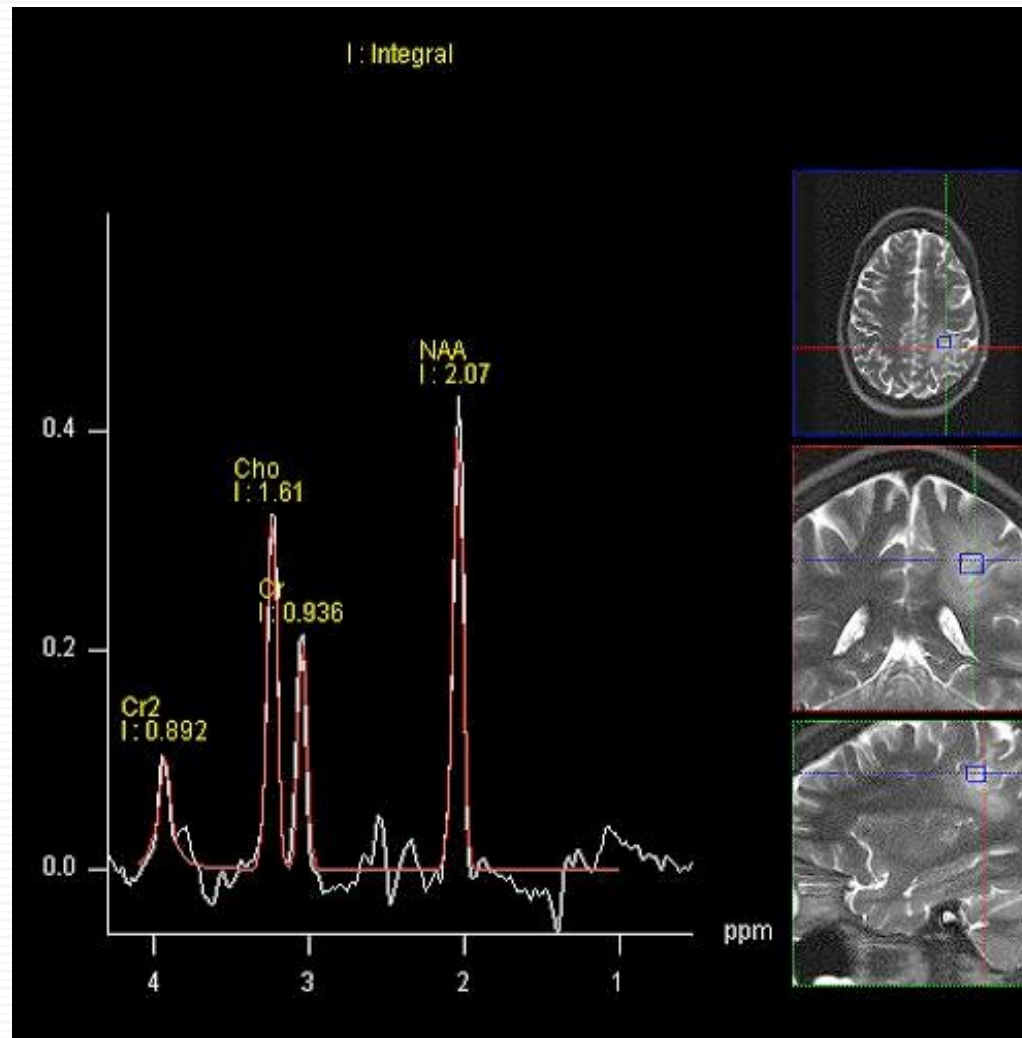 I : Integral
NAA
I : 2.07
0.4
Cho
I : 1.61
Cr
I : 0.936
0.2
Cr2
I : 0.892
0.0
ppm
4 3 2 1